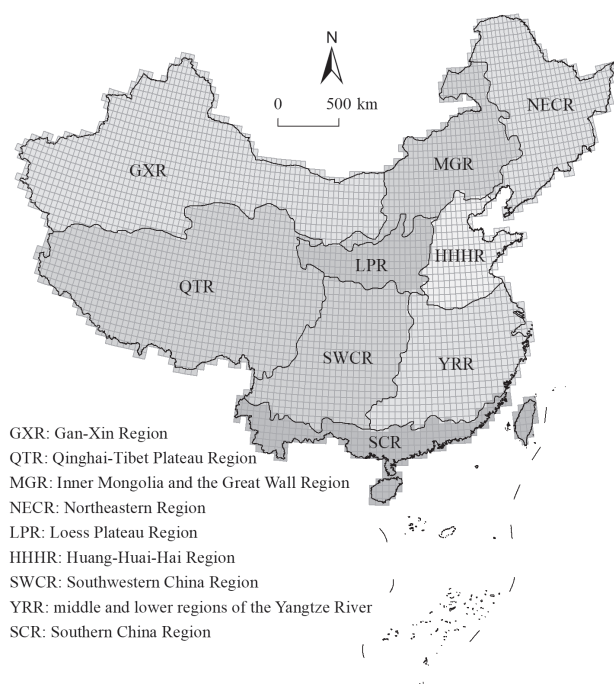 N
0 500 km
NECR
MGR
GXR
HHHR
LPR
QTR
SWCR
YRR
SCR
GXR: Gan-Xin Region
QTR: Qinghai-Tibet Plateau Region
MGR: Inner Mongolia and the Great Wall Region
NECR: Northeastern Region
LPR: Loess Plateau Region
HHHR: Huang-Huai-Hai Region
SWCR: Southwestern China Region
YRR: middle and lower regions of the Yangtze River
SCR: Southern China Region